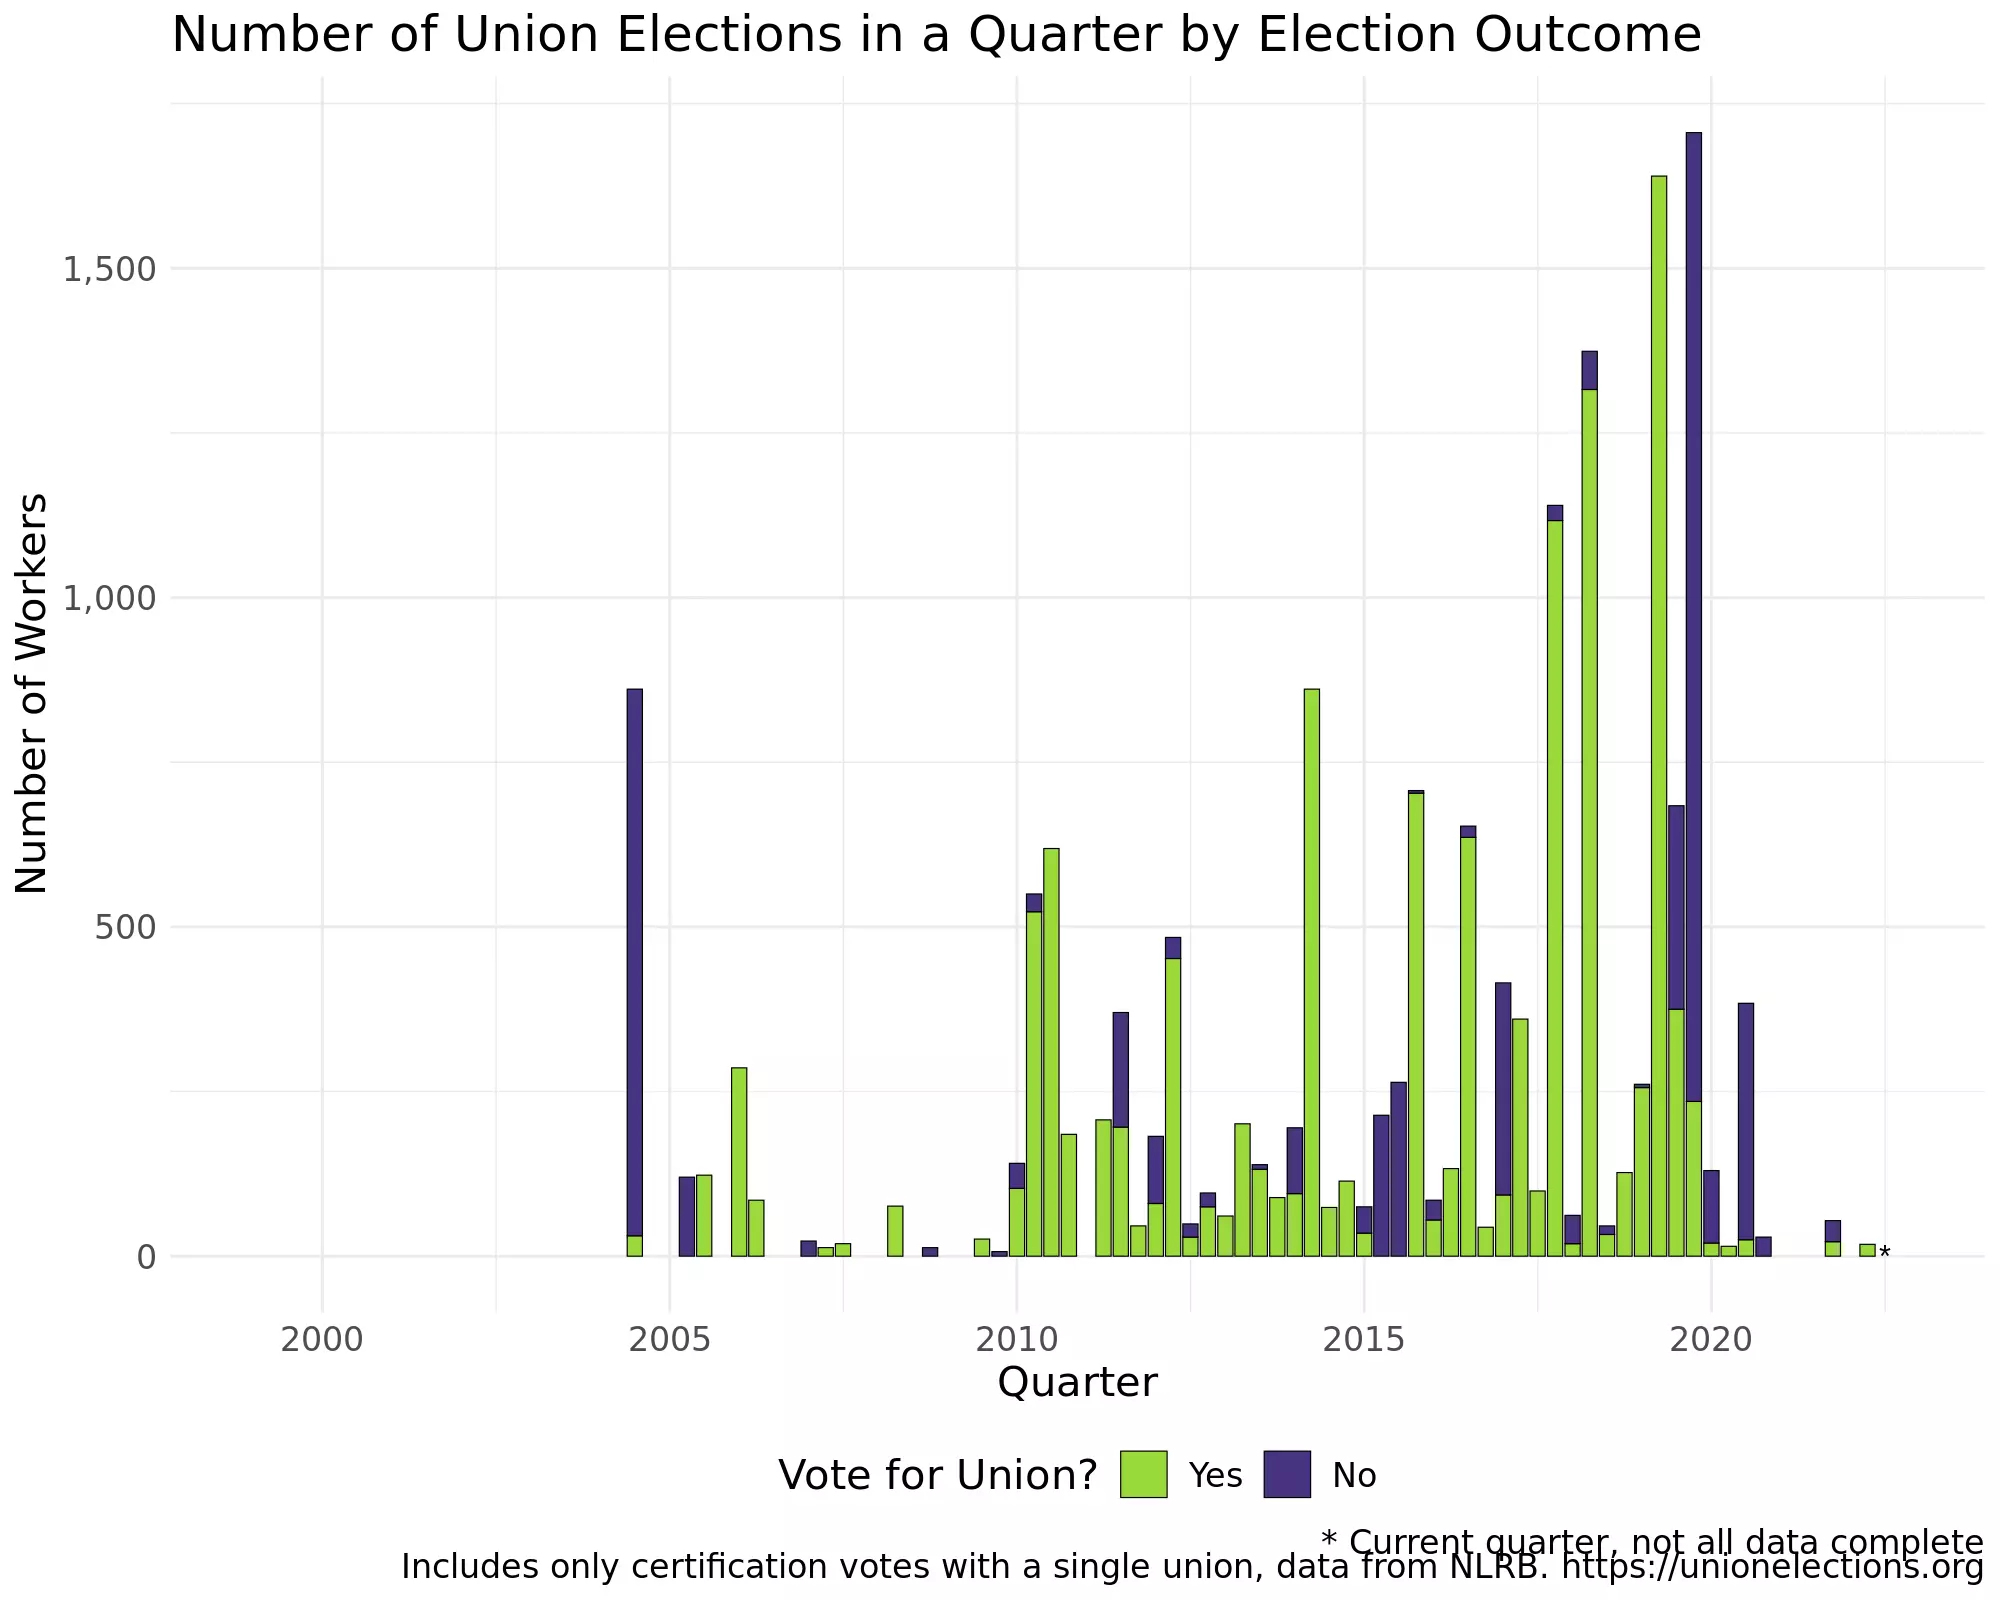 Number of Union Elections in a Quarter by Election Outcome
Number of Workers
1,500
1,000
500
0
*
2000 2005 2010 2015 2020
Quarter
Vote for Union? Yes No
* Current quarter, not all data complete
Includes only certification votes with a single union, data from NLRB. https://unionelections.org